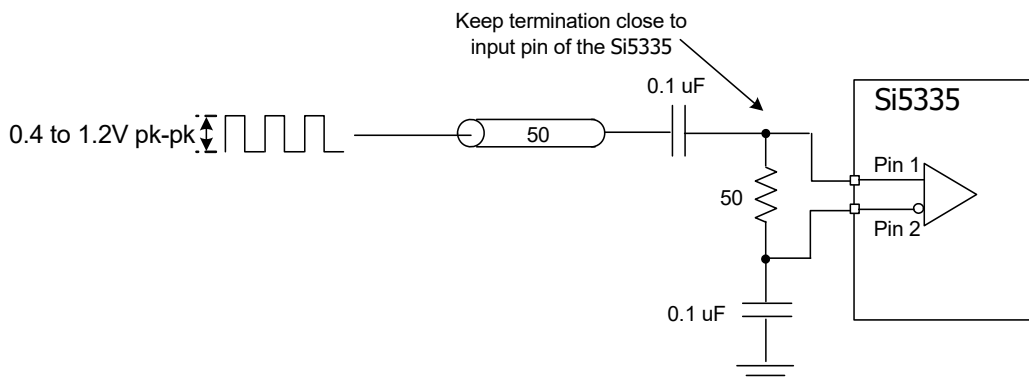 Keep termination close to
input pin of the Si5335
0.1 uF
Si5335
0.4 to 1.2V pk-pk
50
Pin 1
50
Pin 2
0.1 uF